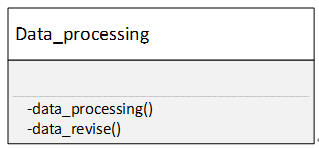 Data_processing
-data_processing()
-data_revise()